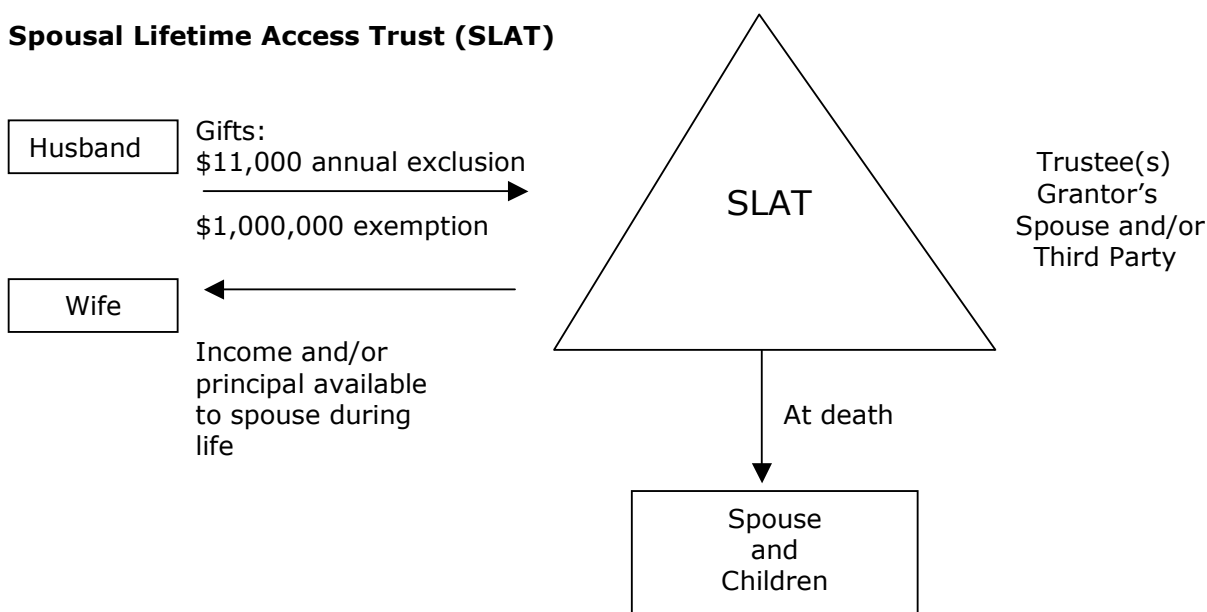 Spousal Lifetime Access Trust (SLAT)
Husband
Gifts:
$11,000 annual exclusion
$1,000,000 exemption
SLAT
Trustee(s)
Grantor’s
Spouse and/or
Third Party
Wife
Income and/or
principal available
to spouse during
life
At death
Spouse
and
Children